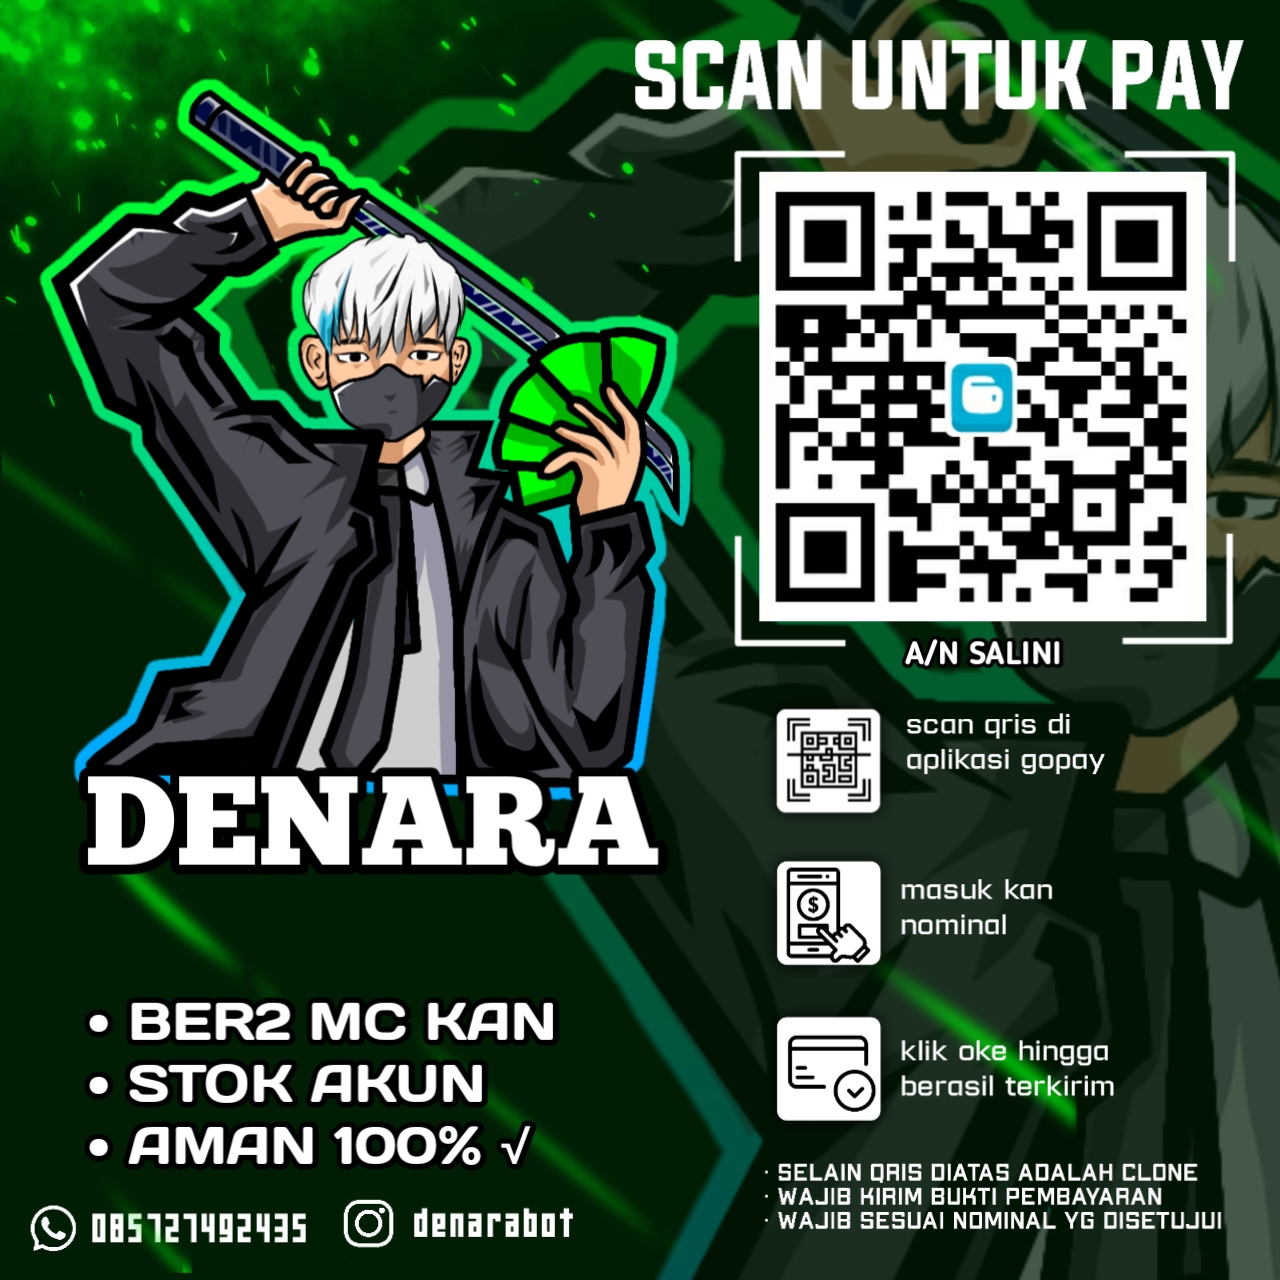 SCAN UNTUK PAY
A/N SALINI
scan qris di
aplikasi gopay
masuk kan
nominal
klik oke hingga
berasil terkirim
DENARA
• BER2 MC KAN
• STOK AKUN
• AMAN 100% √
085727492435
denarabot
· SELAIN QRIS DIATAS ADALAH CLONE
· WAJIB KIRIM BUKTI PEMBAYARAN
· WAJIB SESUAI NOMINAL YG DISETUJUI